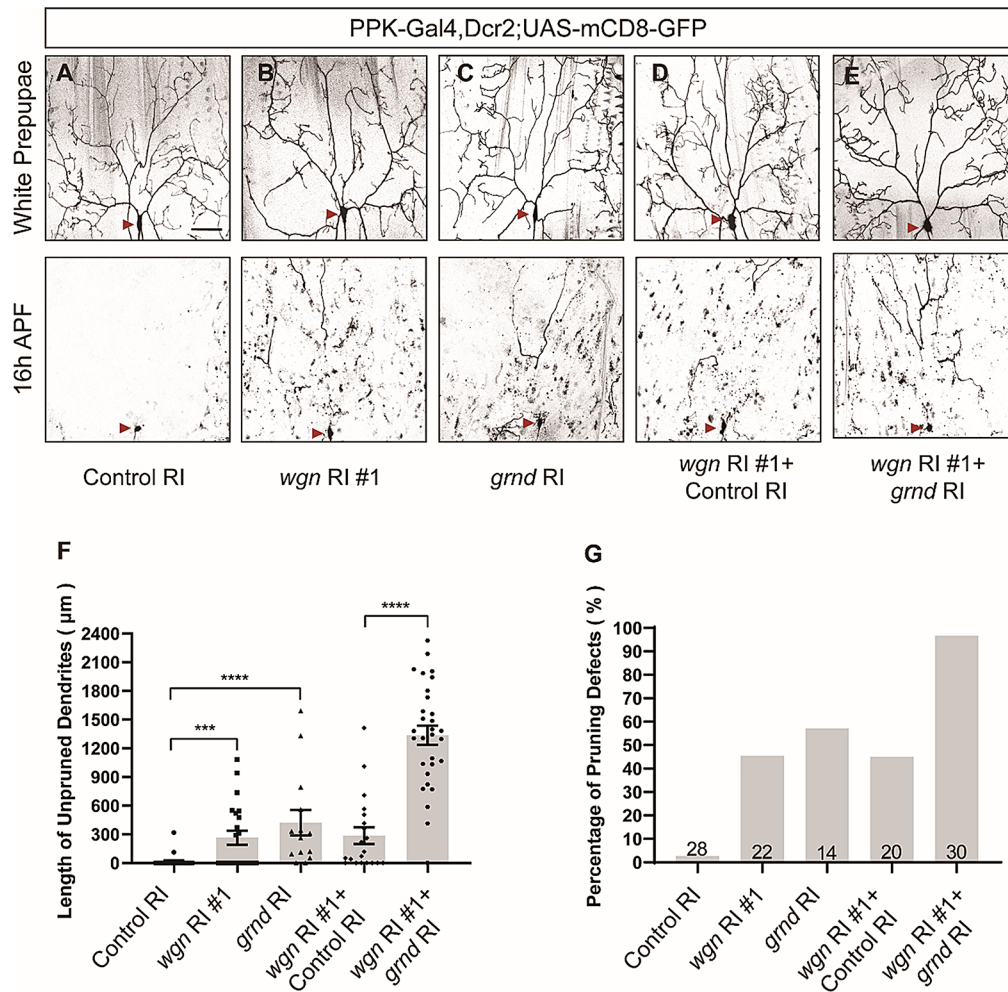 PPK-Gal4,Dcr2;UAS-mCD8-GFP
White Prepupae
A
B
C
D
E
16h APF
Control RI
wgn RI #1
grnd RI
wgn RI #1+
Control RI
wgn RI #1+
grnd RI
F
Length of Unpruned Dendrites ( μm )
2400
2100
1800
1500
1200
900
600
300
0
***
****
****
Control RI
wgn RI #1
grnd RI
wgn RI #1+
Control RI
wgn RI #1+
grnd RI
G
Percentage of Pruning Defects ( % )
100
90
80
70
60
50
40
30
20
10
0
28
22
14
20
30
Control RI
wgn RI #1
grnd RI
wgn RI #1+
Control RI
wgn RI #1+
grnd RI